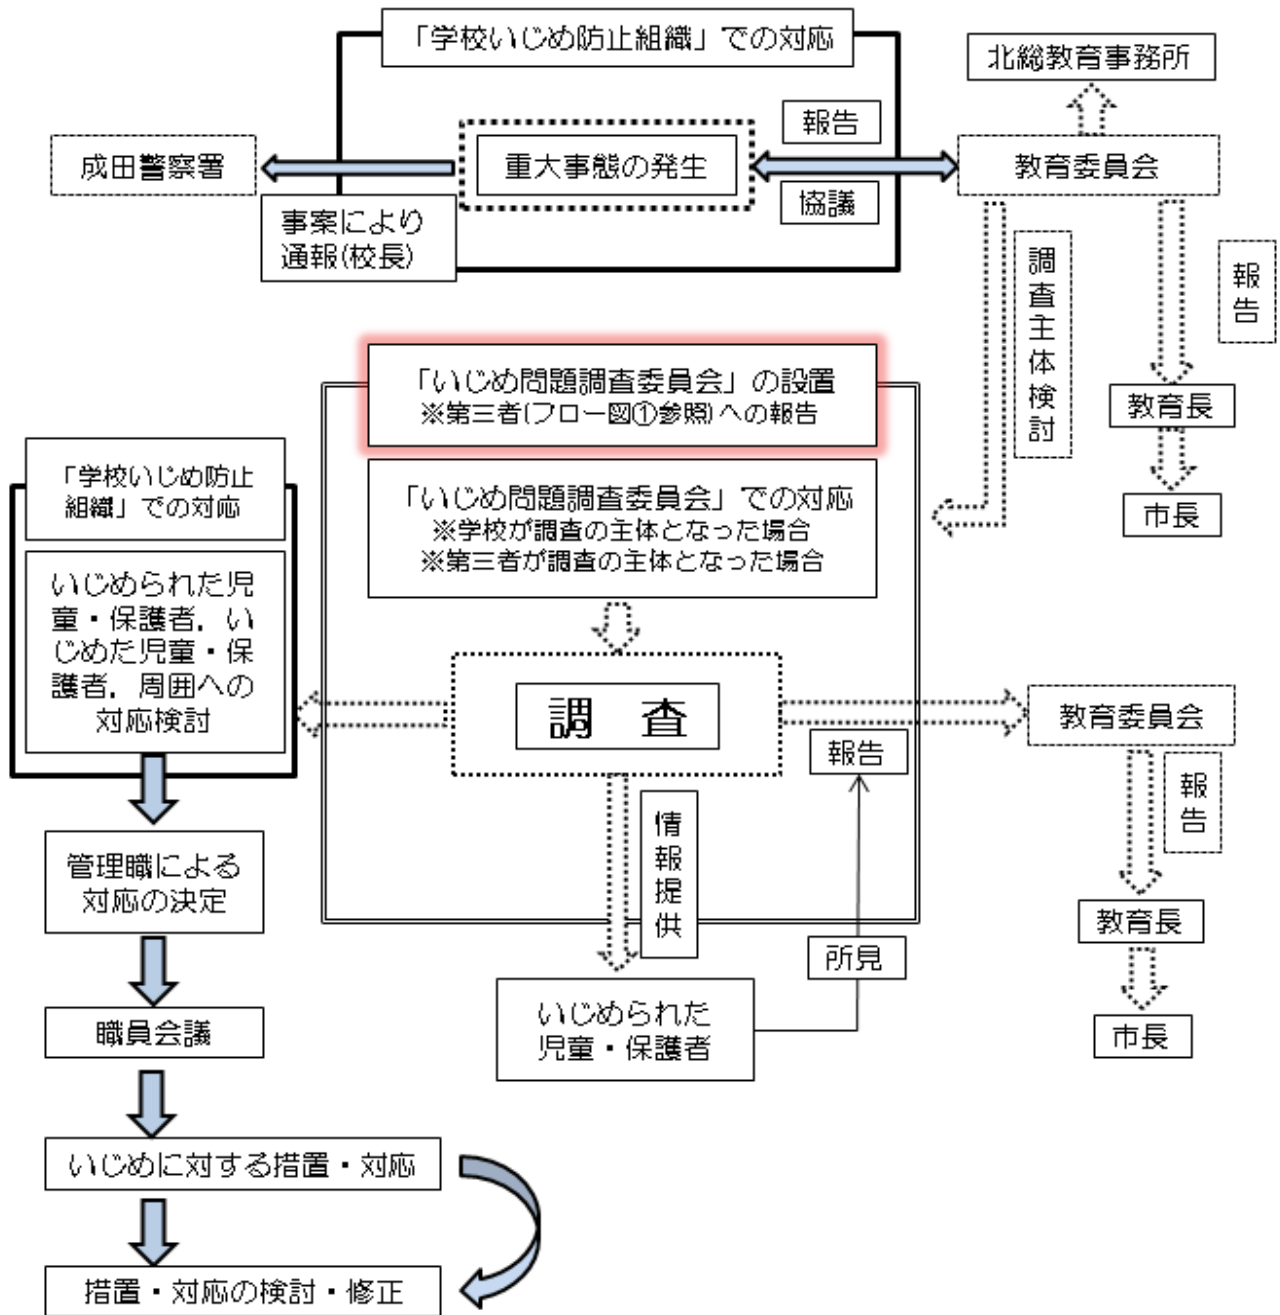 「学校いじめ防止組織」での対応
北総教育事務所
報告
成田警察署
重大事態の発生
教育委員会
協議
事案により
通報(校長)
調査主体検討
報告
「いじめ問題調査委員会」の設置
※第三者(フロー図①参照)への報告
教育長
市長
「いじめ問題調査委員会」での対応
※学校が調査の主体となった場合
※第三者が調査の主体となった場合
「学校いじめ防止
組織」での対応
いじめられた児
童・保護者，い
じめた児童・保
護者，周囲への
対応検討
調　査
教育委員会
報告
報告
情報提供
管理職による
対応の決定
教育長
所見
いじめられた
児童・保護者
市長
職員会議
いじめに対する措置・対応
措置・対応の検討・修正